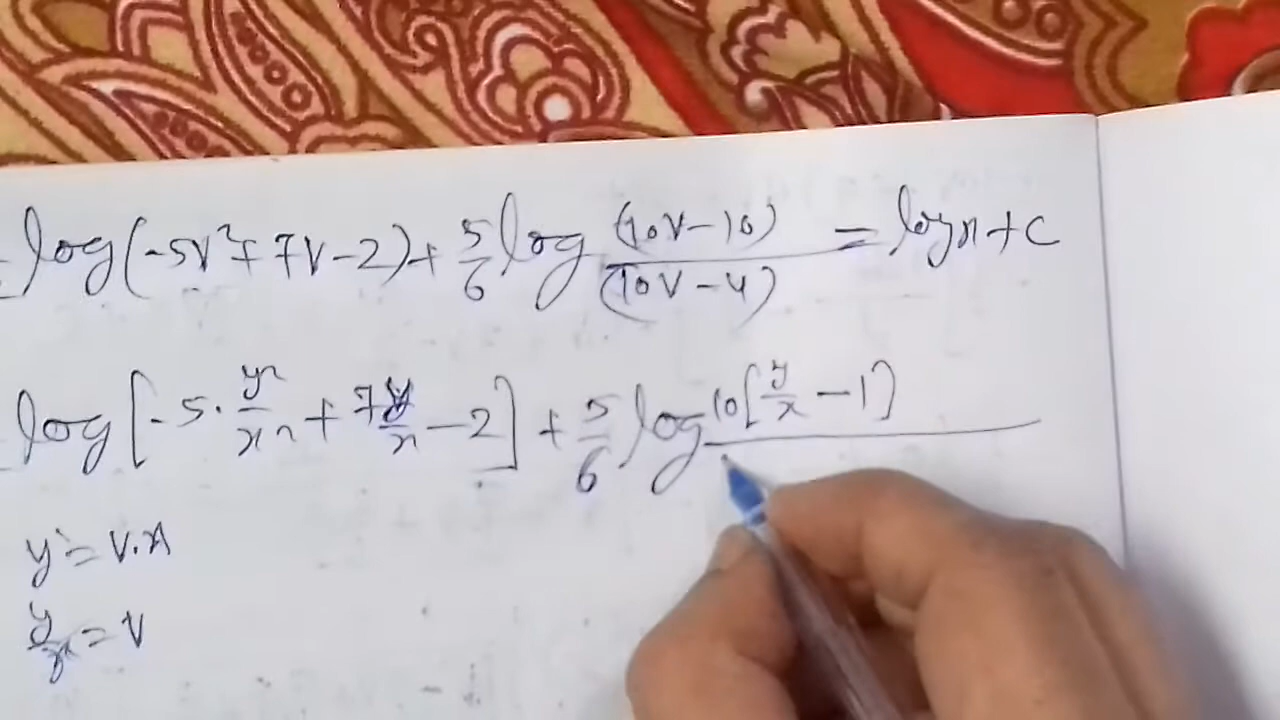 log(-5v²+7v-2)+ 5/6 log (10v-10)/(10v-4) = logx+c
log[-5·y²/x²+7y/x-2]+5/6 log 10[y/x-1]
y=v.x
y/x=v